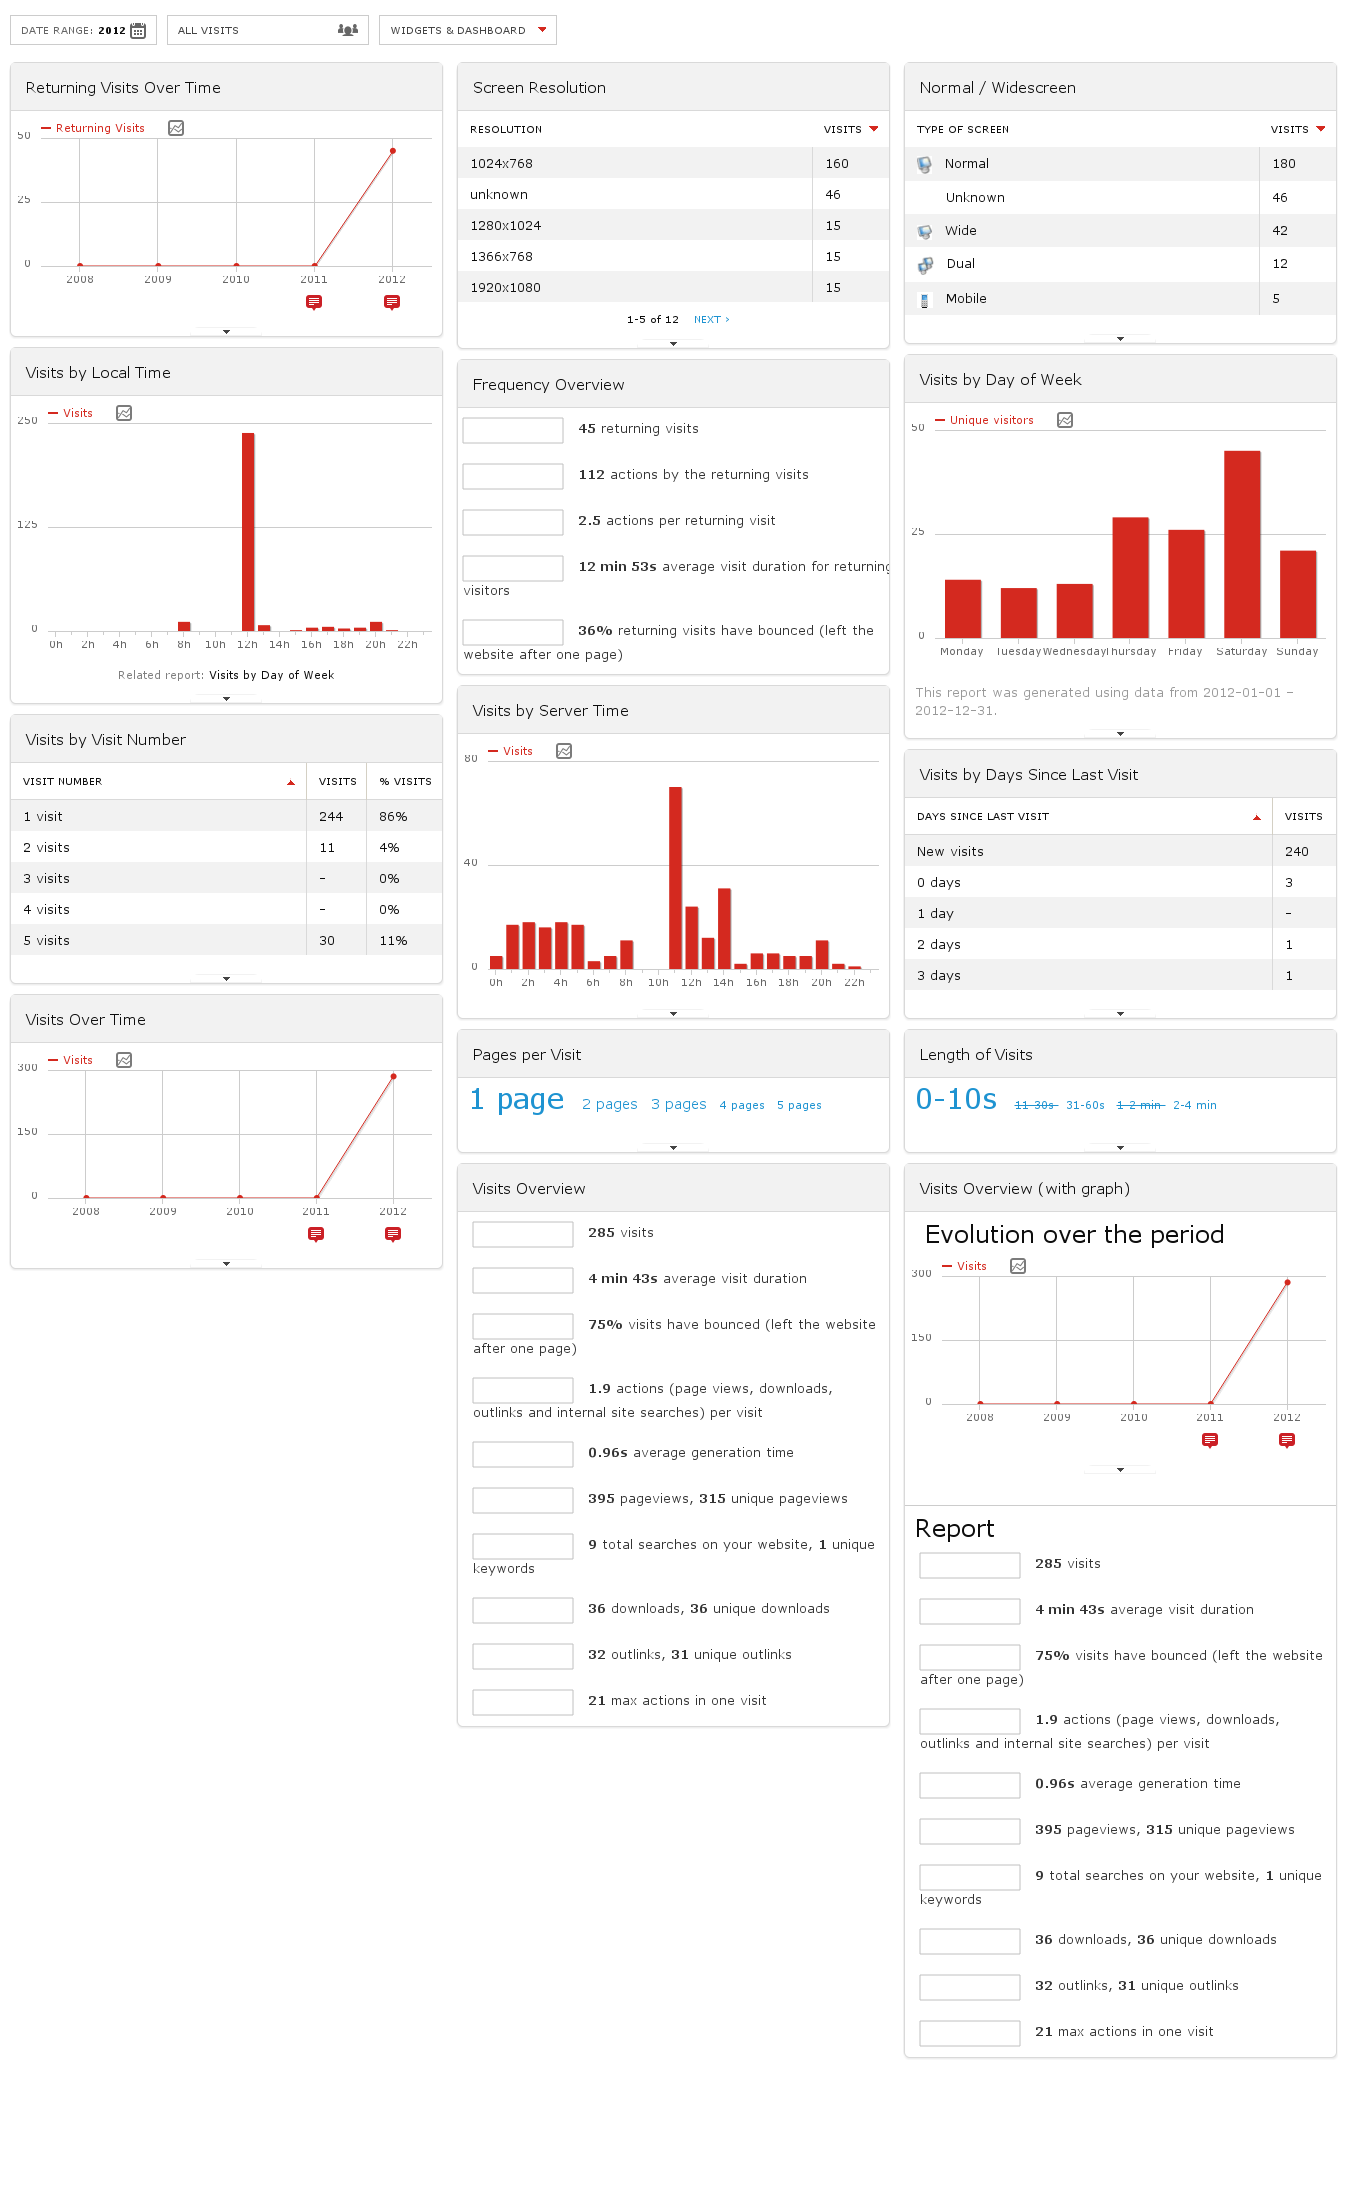 DATE RANGE: 2012
ALL VISITS
WIDGETS & DASHBOARD
Returning Visits Over Time
Returning Visits
50
25
0
2008 2009 2010 2011 2012
Visits by Local Time
Visits
250
125
0
0h 2h 4h 6h 8h 10h 12h 14h 16h 18h 20h 22h
Related report: Visits by Day of Week
Visits by Visit Number
VISIT NUMBER VISITS % VISITS
1 visit 244 86%
2 visits 11 4%
3 visits - 0%
4 visits - 0%
5 visits 30 11%
Visits Over Time
Visits
300
150
0
2008 2009 2010 2011 2012
Screen Resolution
RESOLUTION VISITS
1024x768 160
unknown 46
1280x1024 15
1366x768 15
1920x1080 15
1-5 of 12 NEXT ›
Frequency Overview
45 returning visits
112 actions by the returning visits
2.5 actions per returning visit
12 min 53s average visit duration for returning
visitors
36% returning visits have bounced (left the
website after one page)
Visits by Server Time
Visits
80
40
0
0h 2h 4h 6h 8h 10h 12h 14h 16h 18h 20h 22h
Pages per Visit
1 page 2 pages 3 pages 4 pages 5 pages
Visits Overview
285 visits
4 min 43s average visit duration
75% visits have bounced (left the website
after one page)
1.9 actions (page views, downloads,
outlinks and internal site searches) per visit
0.96s average generation time
395 pageviews, 315 unique pageviews
9 total searches on your website, 1 unique
keywords
36 downloads, 36 unique downloads
32 outlinks, 31 unique outlinks
21 max actions in one visit
Normal / Widescreen
TYPE OF SCREEN VISITS
Normal 180
Unknown 46
Wide 42
Dual 12
Mobile 5
Visits by Day of Week
Unique visitors
50
25
0
Monday Tuesday Wednesday Thursday Friday Saturday Sunday
This report was generated using data from 2012-01-01 –
2012-12-31.
Visits by Days Since Last Visit
DAYS SINCE LAST VISIT VISITS
New visits 240
0 days 3
1 day -
2 days 1
3 days 1
Length of Visits
0-10s 11-30s 31-60s 1-2 min 2-4 min
Visits Overview (with graph)
Evolution over the period
Visits
300
150
0
2008 2009 2010 2011 2012
Report
285 visits
4 min 43s average visit duration
75% visits have bounced (left the website
after one page)
1.9 actions (page views, downloads,
outlinks and internal site searches) per visit
0.96s average generation time
395 pageviews, 315 unique pageviews
9 total searches on your website, 1 unique
keywords
36 downloads, 36 unique downloads
32 outlinks, 31 unique outlinks
21 max actions in one visit